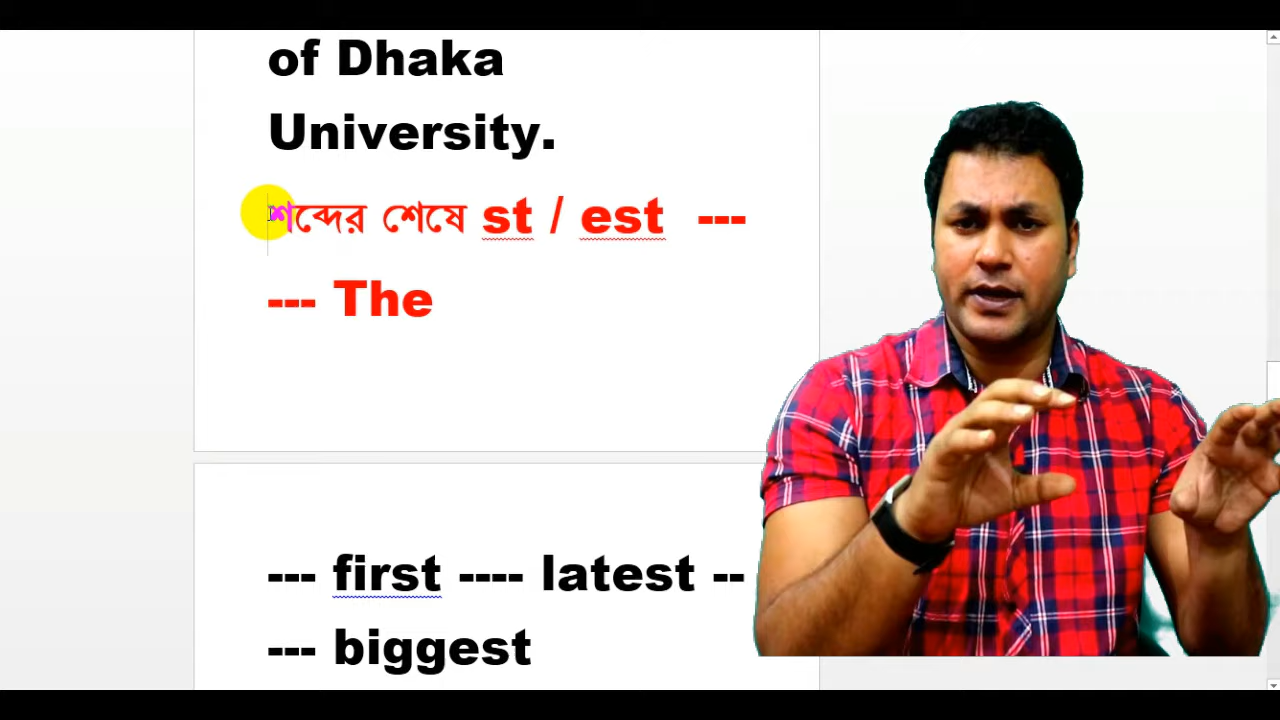 of Dhaka
University.
শব্দের শেষে st / est ---
--- The
--- first ---- latest --
--- biggest